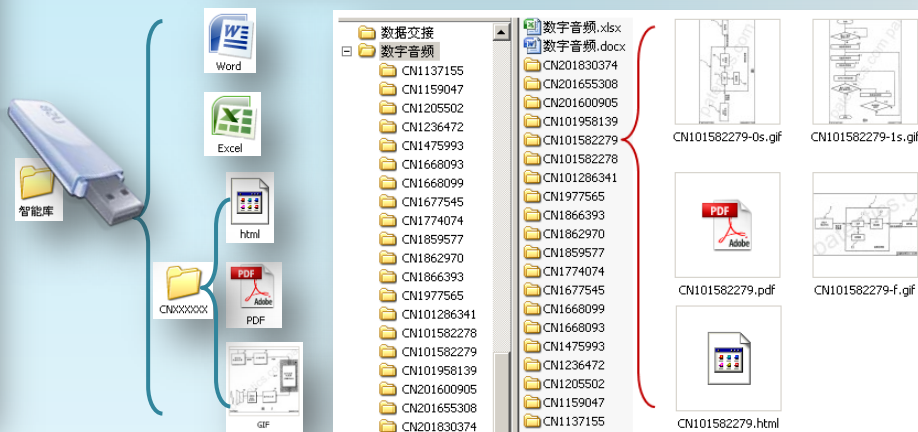 智能库
Word
Excel
CNXXXXXX
html
PDF
PDF
Adobe
GIF
数据交接
数字音频
CN1137155
CN1159047
CN1205502
CN1236472
CN1475993
CN1668093
CN1668099
CN1677545
CN1774074
CN1859577
CN1862970
CN1866393
CN1977565
CN101286341
CN101582278
CN101582279
CN101958139
CN201600905
CN201655308
CN201830374
数字音频.xlsx
数字音频.docx
CN201830374
CN201655308
CN201600905
CN101958139
CN101582279
CN101582278
CN101286341
CN1977565
CN1866393
CN1862970
CN1859577
CN1774074
CN1677545
CN1668099
CN1668093
CN1475993
CN1236472
CN1205502
CN1159047
CN1137155
CN101582279-0s.gif
CN101582279-1s.gif
PDF
Adobe
CN101582279.pdf
CN101582279-f.gif
CN101582279.html